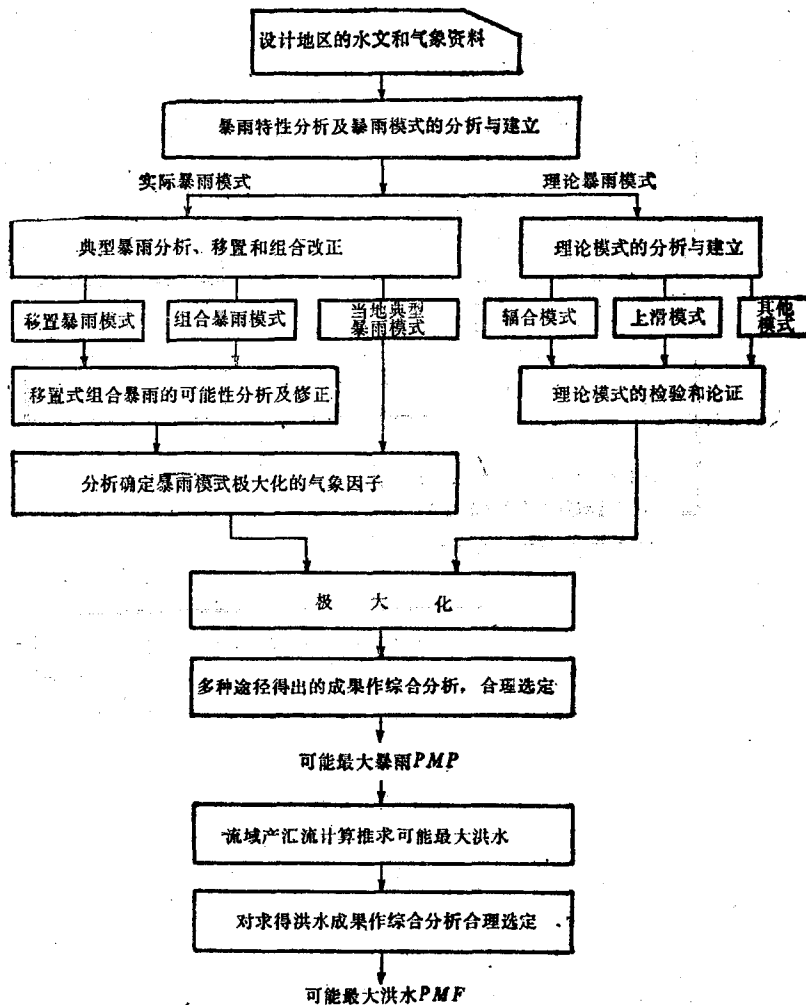 设计地区的水文和气象资料
暴雨特性分析及暴雨模式的分析与建立
实际暴雨模式
理论暴雨模式
典型暴雨分析、移置和组合改正
理论模式的分析与建立
移置暴雨模式
组合暴雨模式
当地典型
暴雨模式
辐合模式
上滑模式
其他
模式
移置式组合暴雨的可能性分析及修正
理论模式的检验和论证
分析确定暴雨模式极大化的气象因子
极大化
多种途径得出的成果作综合分析，合理选定
可能最大暴雨PMP
流域产汇流计算推求可能最大洪水
对求得洪水成果作综合分析合理选定
可能最大洪水PMF